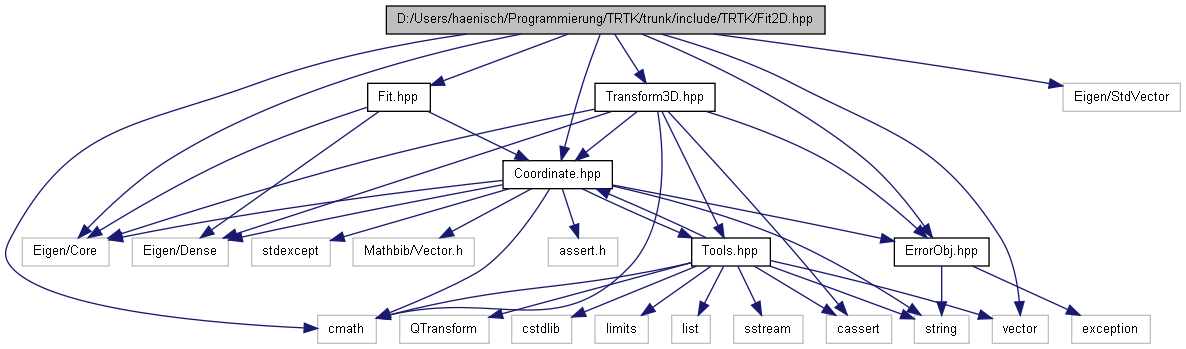 D:/Users/haenisch/Programmierung/TRTK/trunk/include/TRTK/Fit2D.hpp
Fit.hpp
Transform3D.hpp
Eigen/StdVector
Coordinate.hpp
Eigen/Core
Eigen/Dense
stdexcept
Mathbib/Vector.h
assert.h
Tools.hpp
ErrorObj.hpp
cmath
QTransform
cstdlib
limits
list
sstream
cassert
string
vector
exception